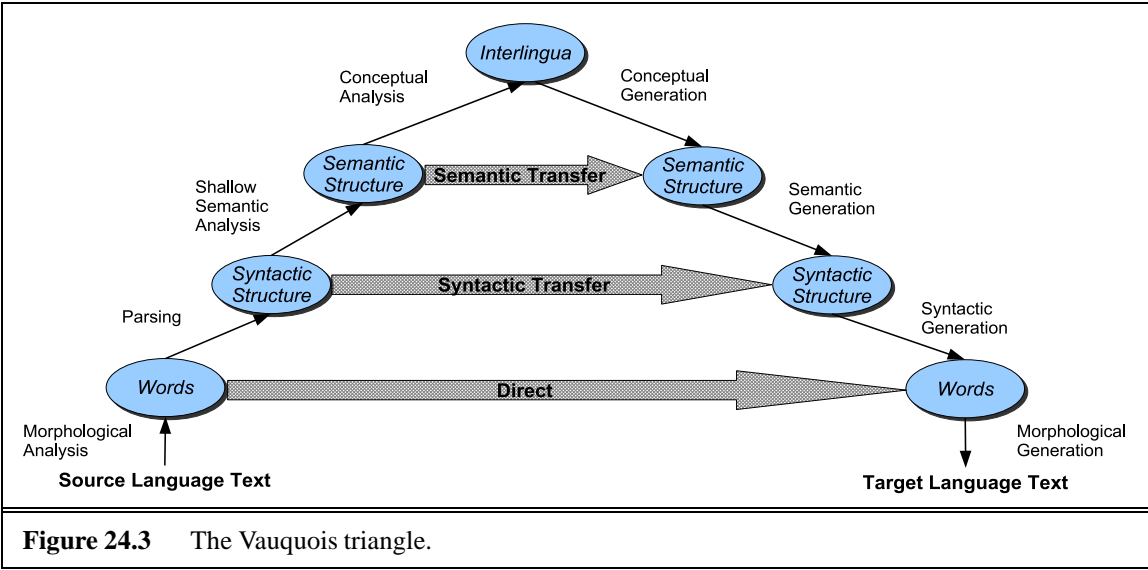 Interlingua
Conceptual
Analysis
Conceptual
Generation
Semantic
Structure
Semantic Transfer
Semantic
Structure
Shallow
Semantic
Analysis
Semantic
Generation
Syntactic
Structure
Syntactic Transfer
Syntactic
Structure
Parsing
Syntactic
Generation
Words
Direct
Words
Morphological
Analysis
Morphological
Generation
Source Language Text
Target Language Text
Figure 24.3 The Vauquois triangle.